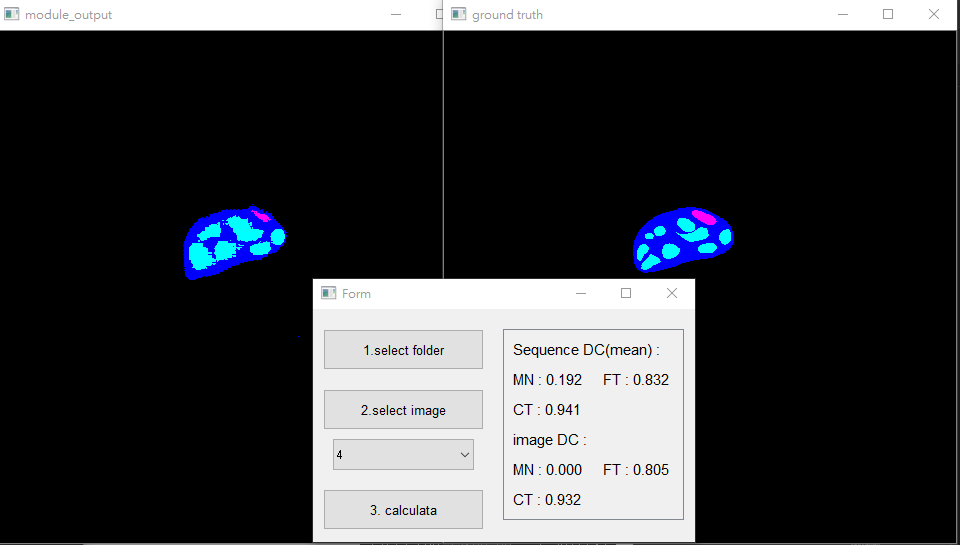 module_output
ground truth
Form
1.select folder
2.select image
4
3. calculata
Sequence DC(mean) :
MN : 0.192 FT : 0.832
CT : 0.941
image DC :
MN : 0.000 FT : 0.805
CT : 0.932